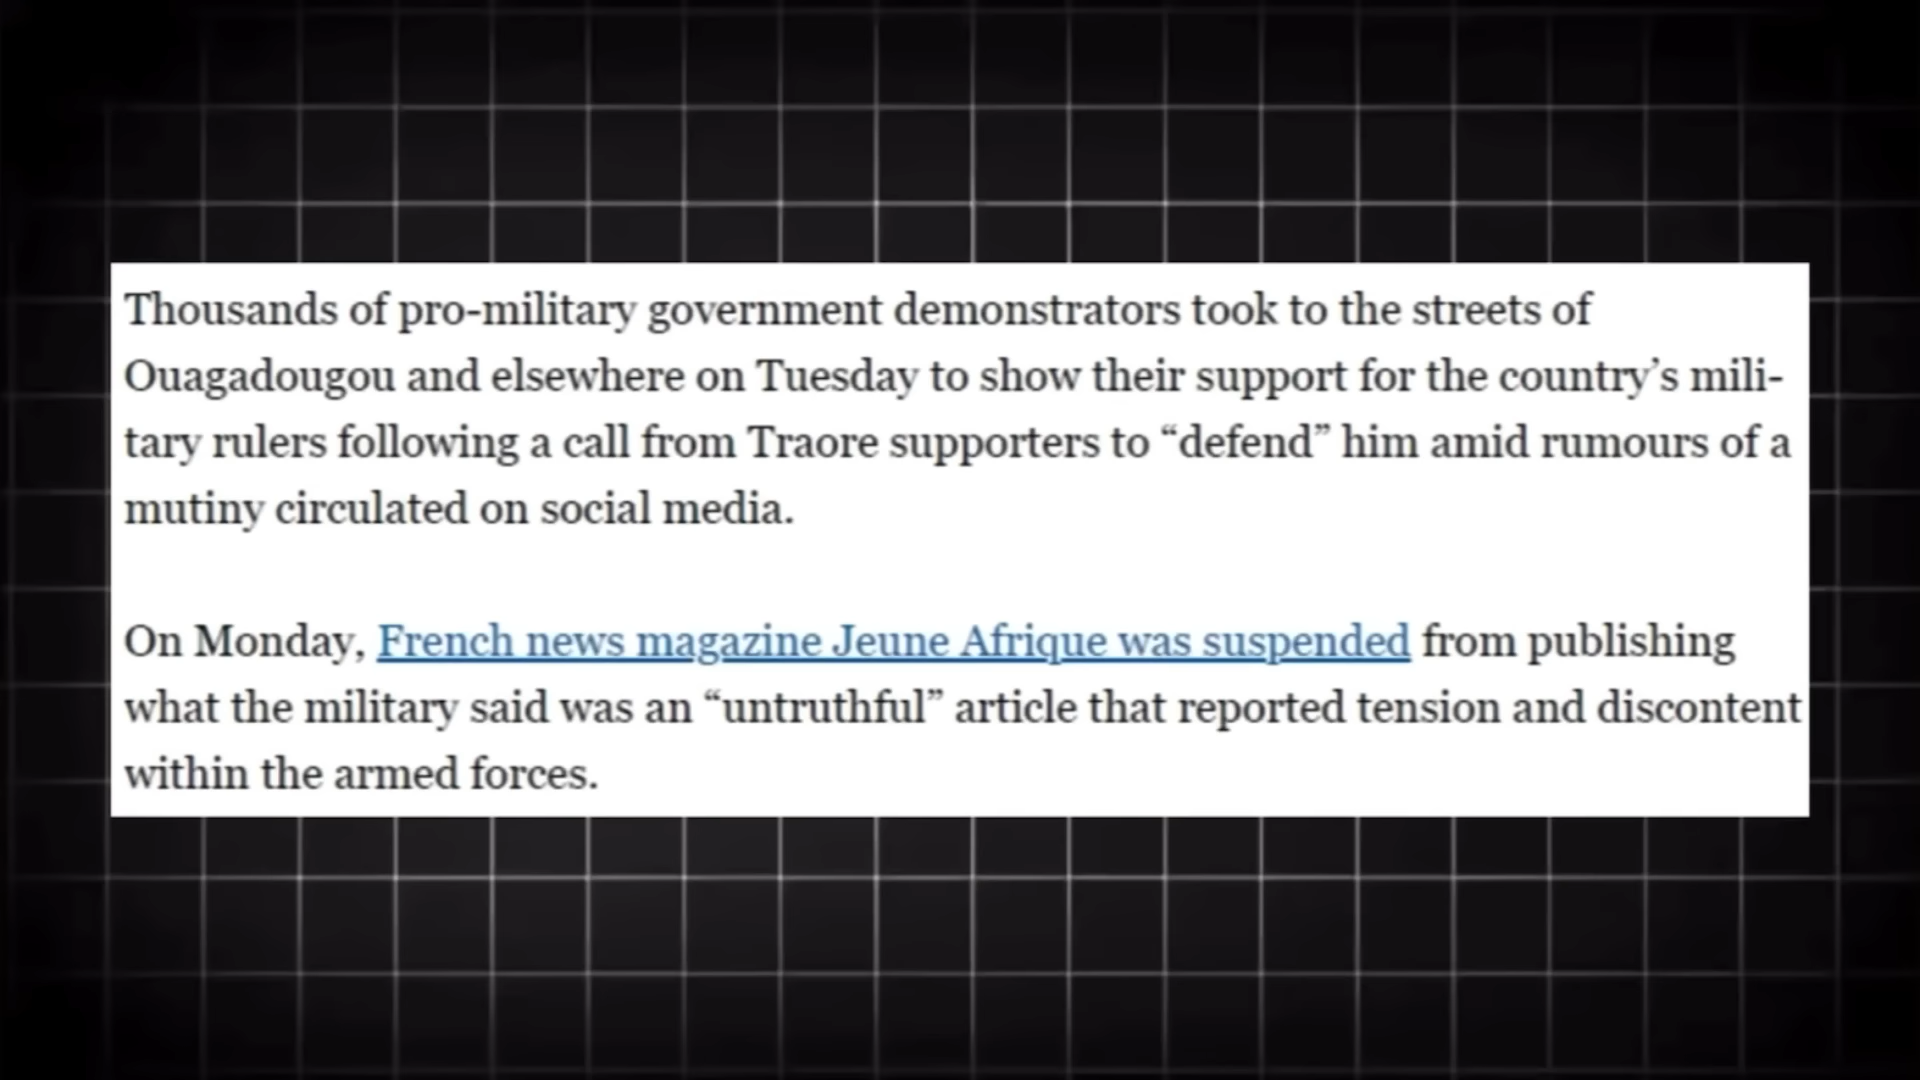 Thousands of pro-military government demonstrators took to the streets of
Ouagadougou and elsewhere on Tuesday to show their support for the country’s mili-
tary rulers following a call from Traore supporters to “defend” him amid rumours of a
mutiny circulated on social media.
On Monday, French news magazine Jeune Afrique was suspended from publishing
what the military said was an “untruthful” article that reported tension and discontent
within the armed forces.